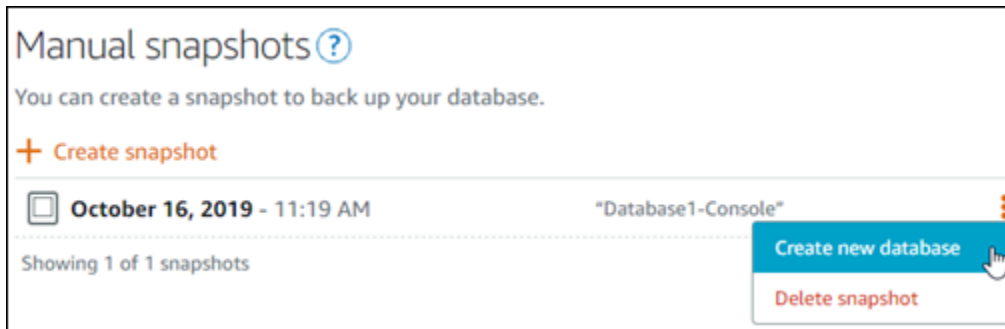 Manual snapshots ?
You can create a snapshot to back up your database.
+ Create snapshot
October 16, 2019 - 11:19 AM "Database1-Console"
Create new database
Showing 1 of 1 snapshots
Delete snapshot